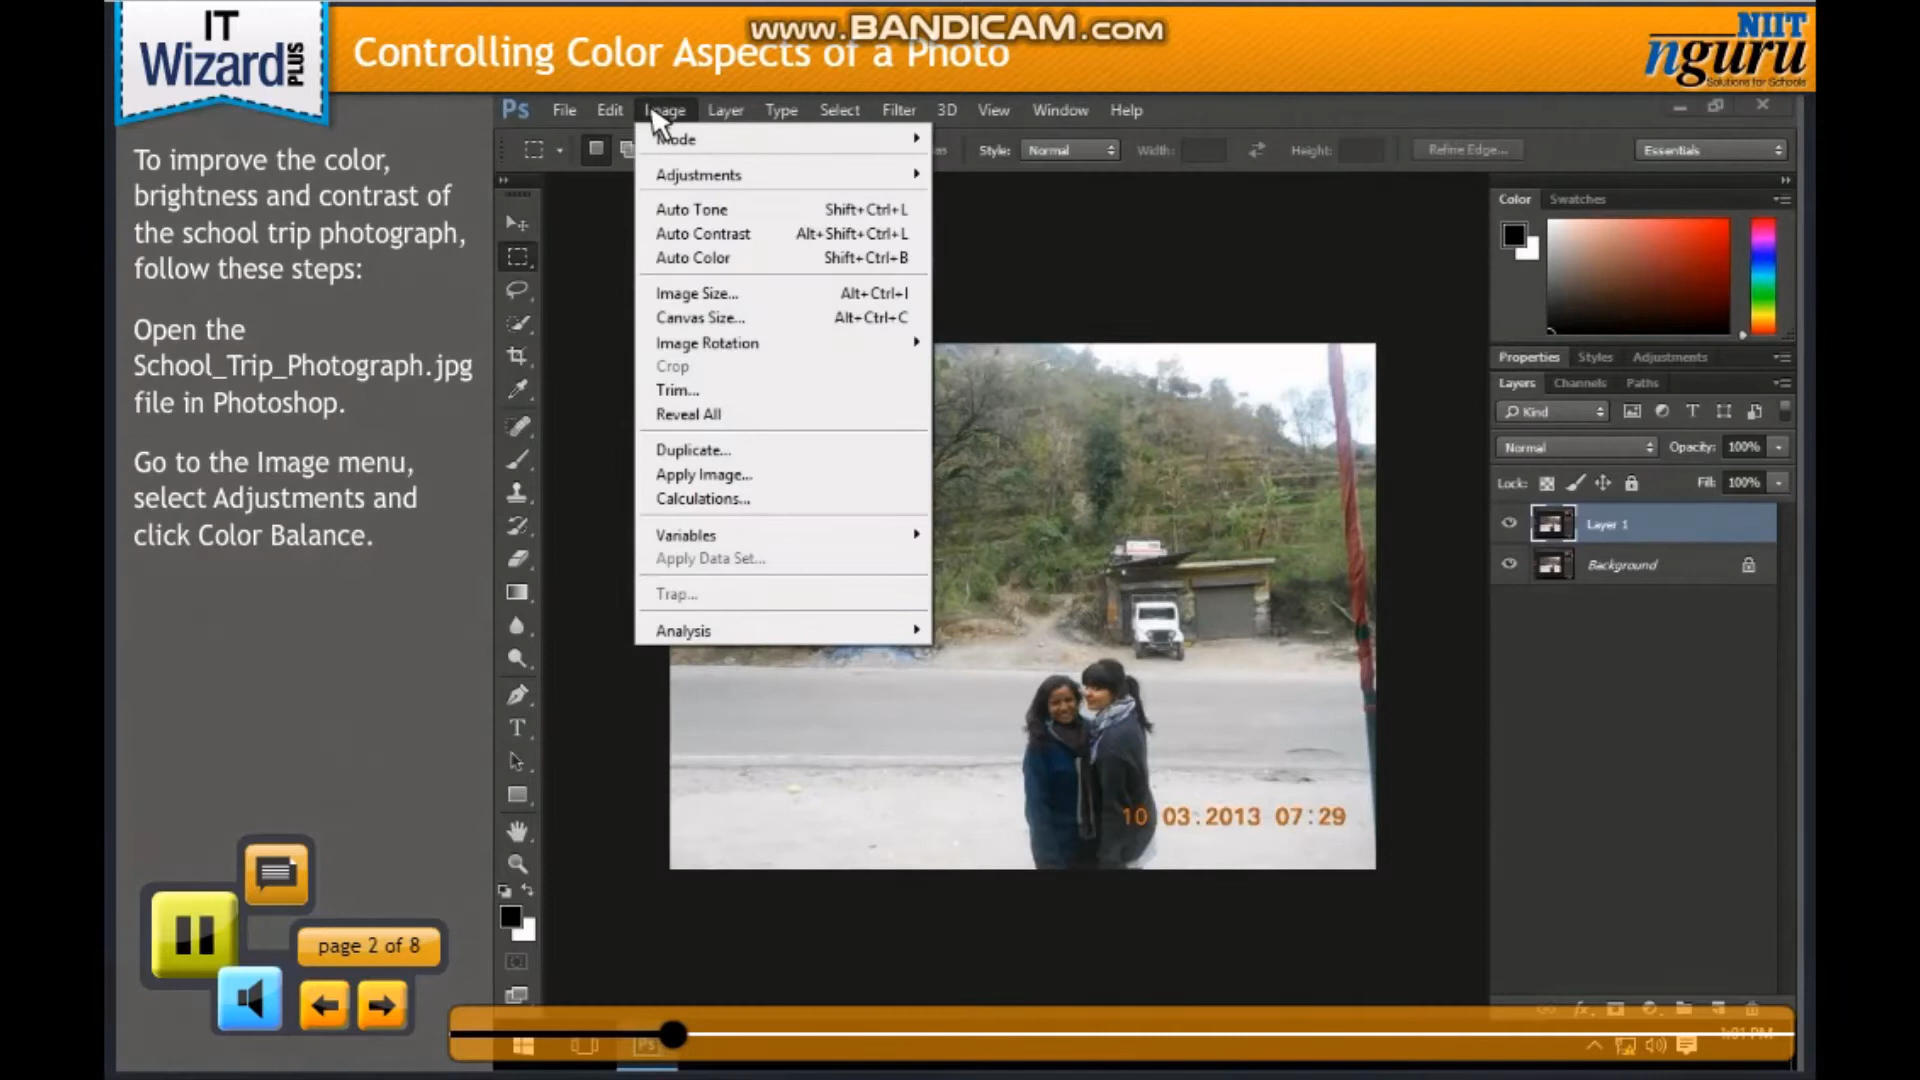 www.BANDICAM.com
IT
Wizard PLUS
Controlling Color Aspects of a Photo
NIIT
nguru
Solutions for Schools
To improve the color,
brightness and contrast of
the school trip photograph,
follow these steps:
Open the
School_Trip_Photograph.jpg
file in Photoshop.
Go to the Image menu,
select Adjustments and
click Color Balance.
page 2 of 8
Ps File Edit Image Layer Type Select Filter 3D View Window Help
Style: Normal Width: Height: Refine Edge... Essentials
Mode
Adjustments
Auto Tone Shift+Ctrl+L
Auto Contrast Alt+Shift+Ctrl+L
Auto Color Shift+Ctrl+B
Image Size... Alt+Ctrl+I
Canvas Size... Alt+Ctrl+C
Image Rotation
Crop
Trim...
Reveal All
Duplicate...
Apply Image...
Calculations...
Variables
Apply Data Set...
Trap...
Analysis
10 03.2013 07:29
Color Swatches
Properties Styles Adjustments
Layers Channels Paths
Kind
Normal Opacity: 100%
Lock: Fill: 100%
Layer 1
Background
Ps